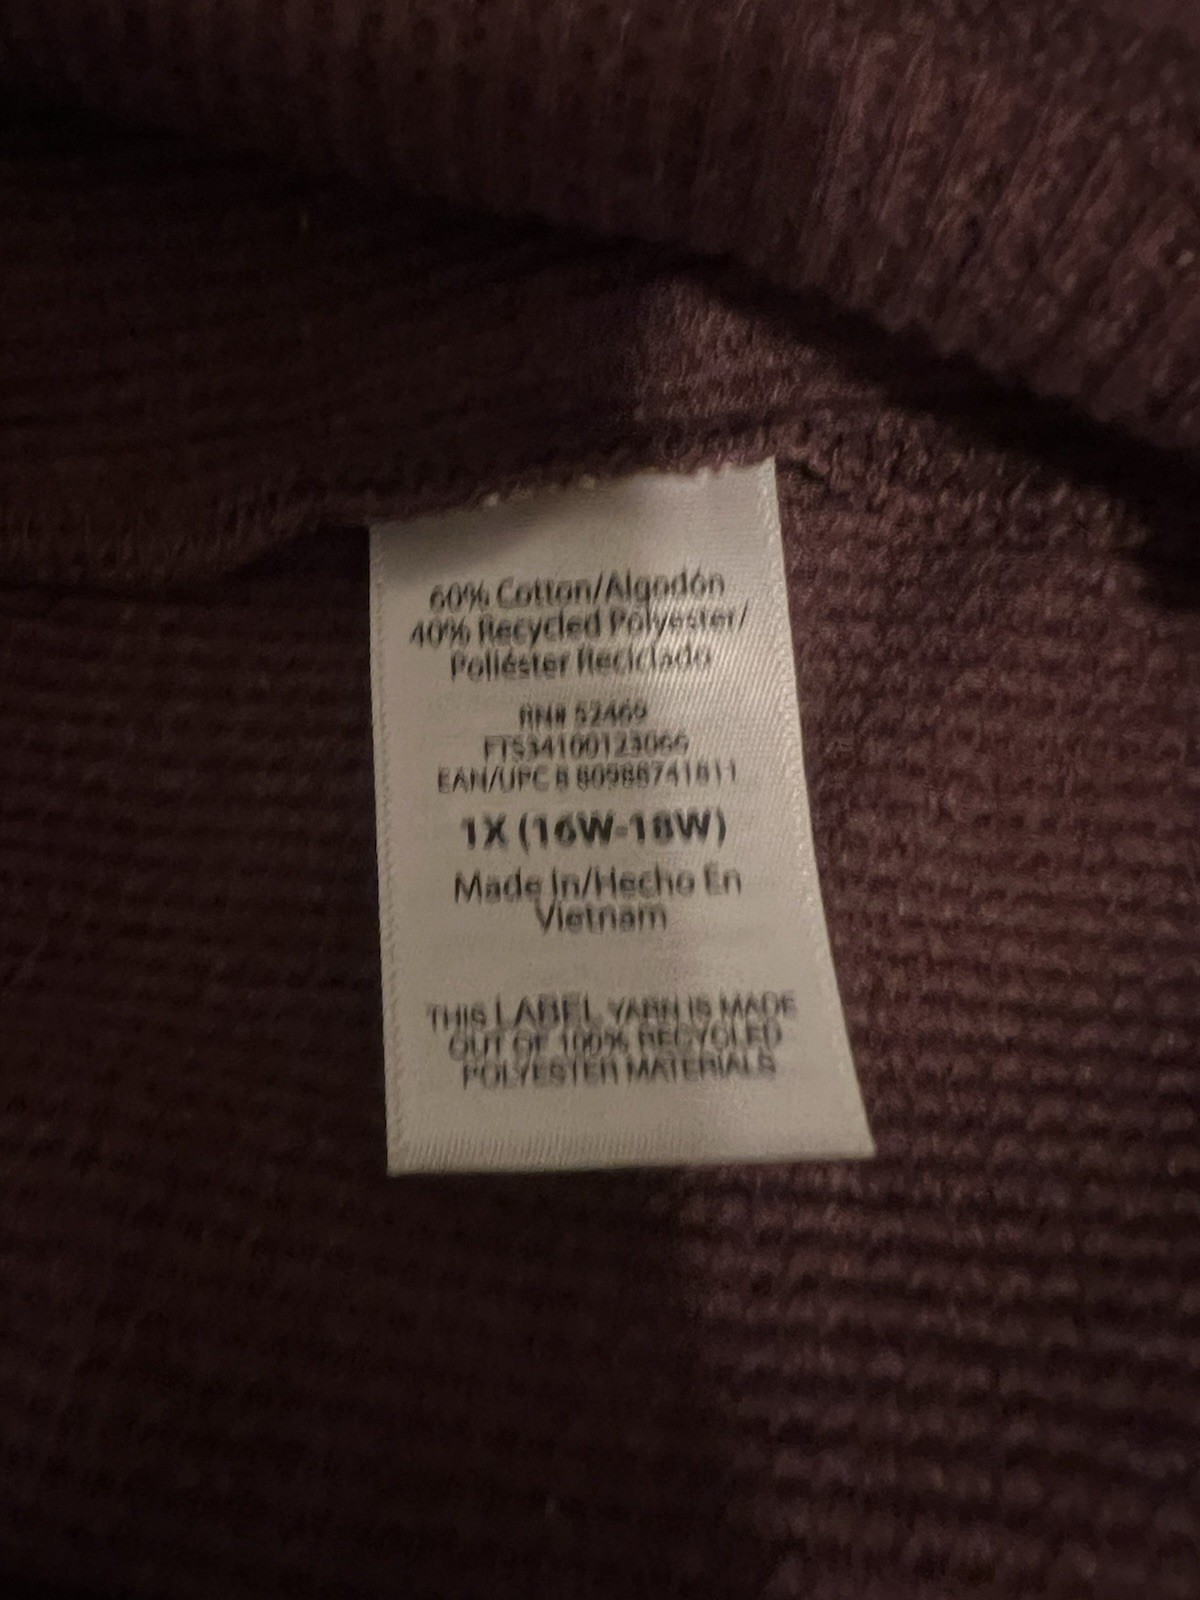 60% Cotton/Algodón
40% Recycled Polyester/
Poliéster Reciclado
RN# 52469
FTS34100123066
EAN/UPC 8 80988741811
1X (16W-18W)
Made In/Hecho En
Vietnam
THIS LABEL YARN IS MADE
OUT OF 100% RECYCLED
POLYESTER MATERIALS